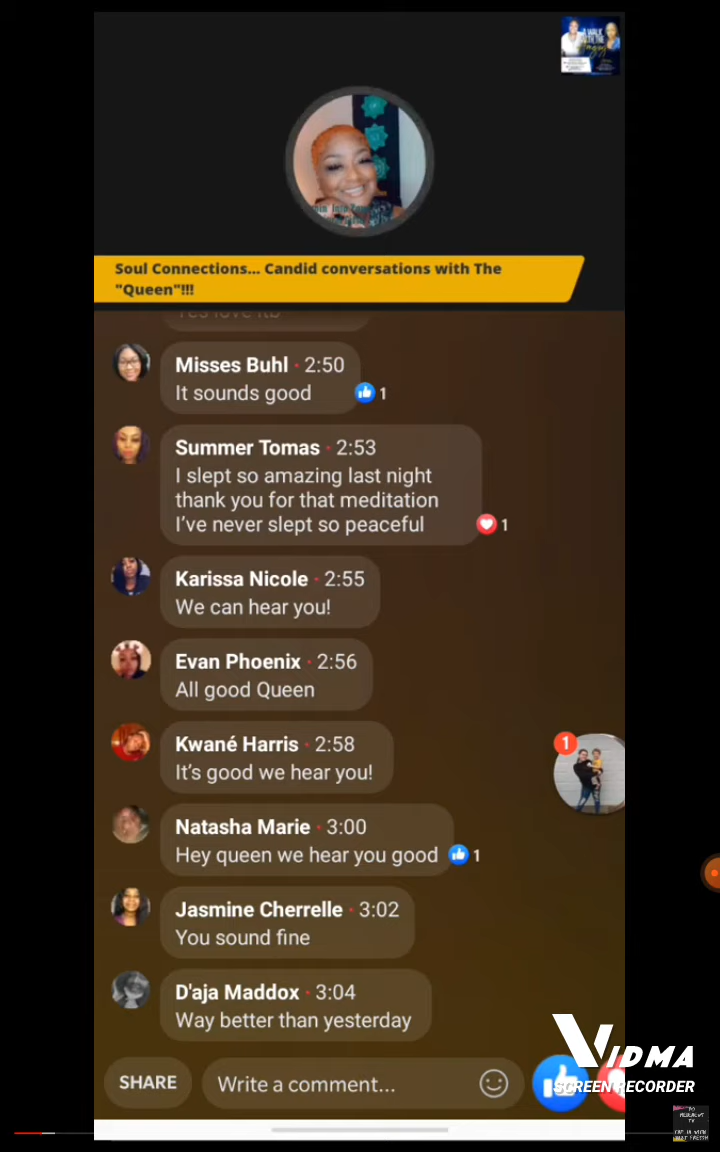 Soul Connections... Candid conversations with The
"Queen"!!!
Misses Buhl · 2:50
It sounds good
1
Summer Tomas · 2:53
I slept so amazing last night
thank you for that meditation
I've never slept so peaceful
1
Karissa Nicole · 2:55
We can hear you!
Evan Phoenix · 2:56
All good Queen
Kwané Harris · 2:58
It's good we hear you!
1
Natasha Marie · 3:00
Hey queen we hear you good
1
Jasmine Cherrelle · 3:02
You sound fine
D'aja Maddox · 3:04
Way better than yesterday
SHARE
Write a comment...
VIDMA
SCREEN RECORDER